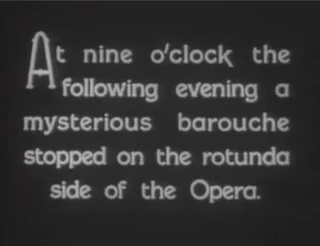 At nine o'clock the
following evening a
mysterious barouche
stopped on the rotunda
side of the Opera.